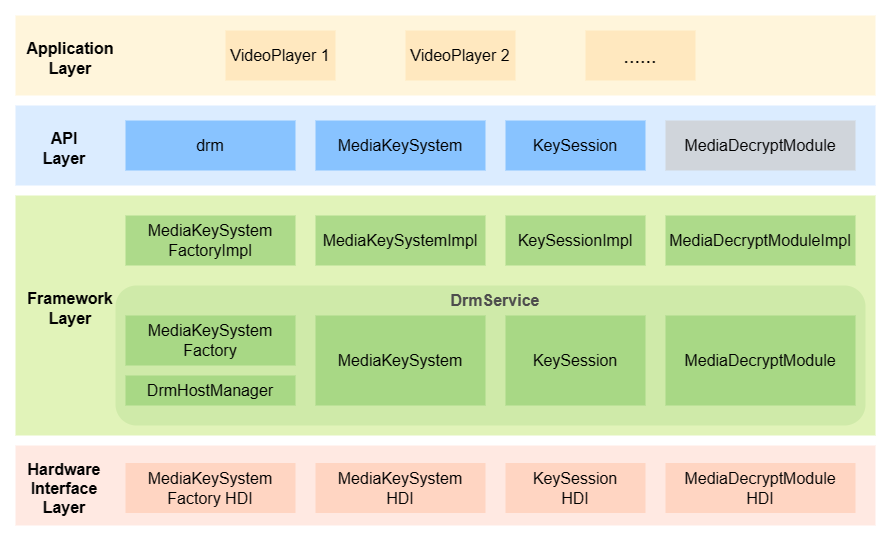 Application
Layer
VideoPlayer 1
VideoPlayer 2
......
API
Layer
drm
MediaKeySystem
KeySession
MediaDecryptModule
Framework
Layer
MediaKeySystem
FactoryImpl
MediaKeySystemImpl
KeySessionImpl
MediaDecryptModuleImpl
DrmService
MediaKeySystem
Factory
DrmHostManager
MediaKeySystem
KeySession
MediaDecryptModule
Hardware
Interface
Layer
MediaKeySystem
Factory HDI
MediaKeySystem
HDI
KeySession
HDI
MediaDecryptModule
HDI